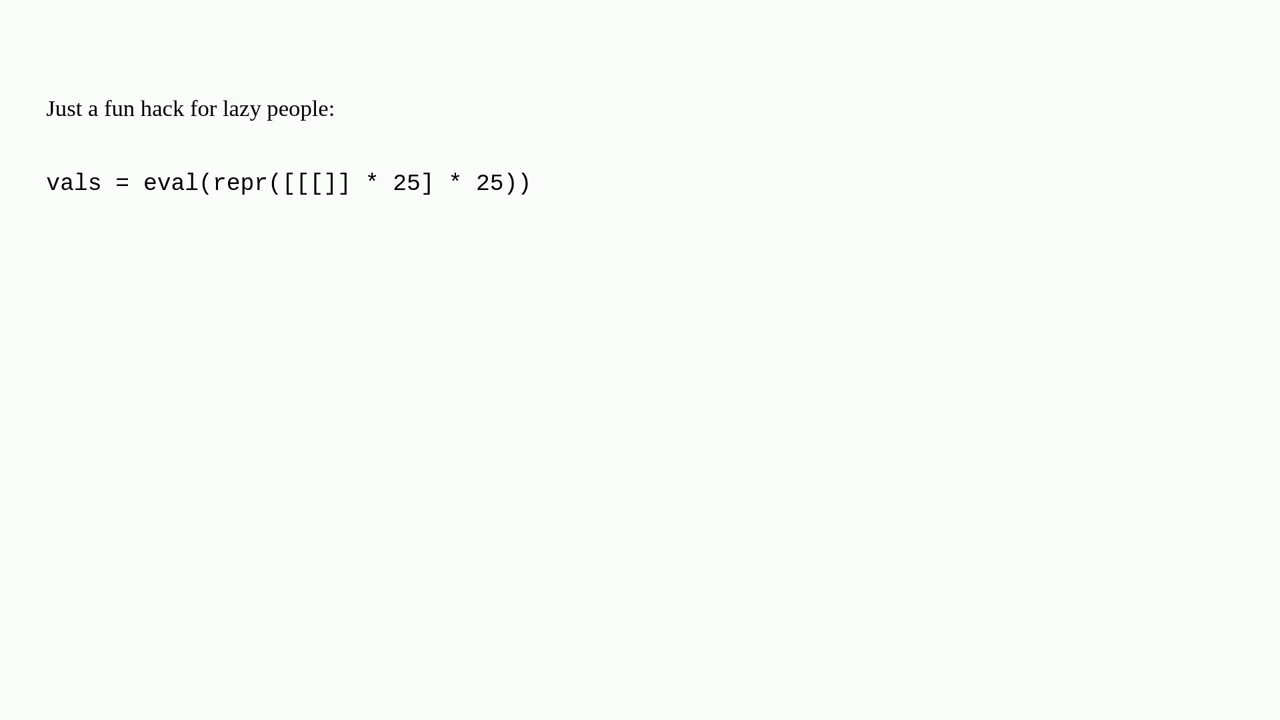 Just a fun hack for lazy people:
vals = eval(repr([[[]] * 25] * 25))